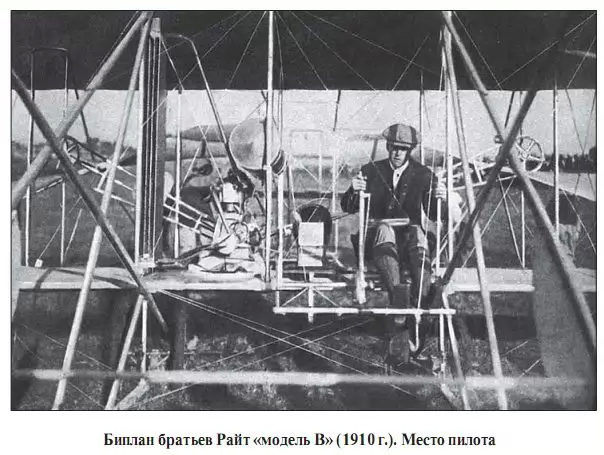 Биплан братьев Райт «модель В» (1910 г.). Место пилота